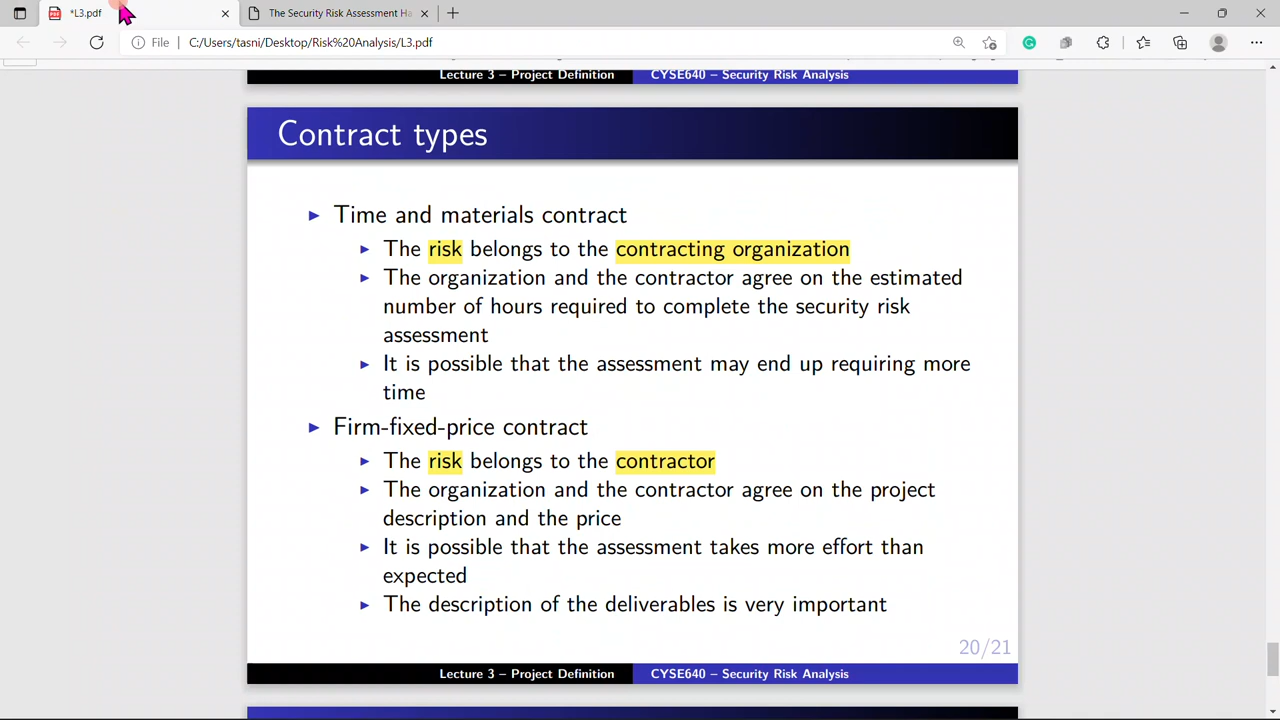 *L3.pdf
The Security Risk Assessment Ha
File
C:/Users/tasni/Desktop/Risk%20Analysis/L3.pdf
Lecture 3 – Project Definition CYSE640 – Security Risk Analysis
Contract types
Time and materials contract
The risk belongs to the contracting organization
The organization and the contractor agree on the estimated
number of hours required to complete the security risk
assessment
It is possible that the assessment may end up requiring more
time
Firm-fixed-price contract
The risk belongs to the contractor
The organization and the contractor agree on the project
description and the price
It is possible that the assessment takes more effort than
expected
The description of the deliverables is very important
20/21
Lecture 3 – Project Definition CYSE640 – Security Risk Analysis